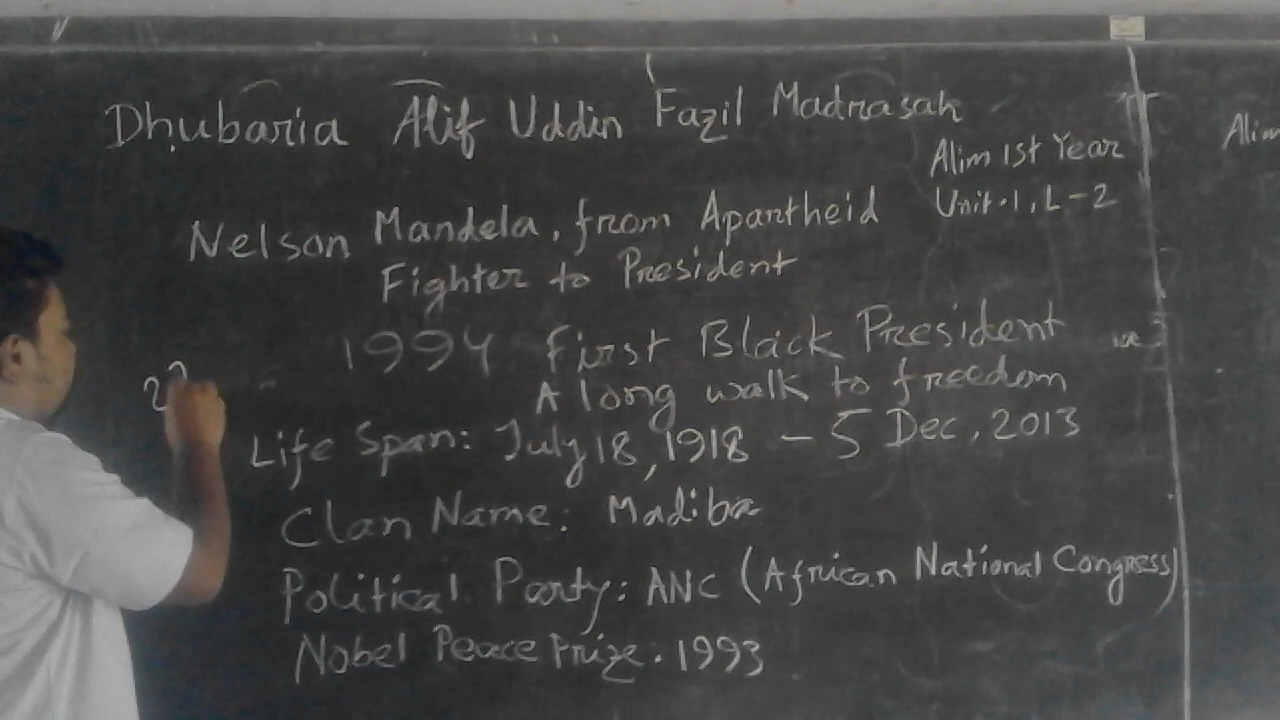 Dhubaria Alif Uddin Fazil Madrasah
Alim 1st Year
Alim
Unit-1, L-2
Nelson Mandela, from Apartheid
Fighter to President
1994 First Black President
A long walk to freedom
Life Span: July 18, 1918 - 5 Dec, 2013
Clan Name: Madiba
Political Party: ANC (African National Congress)
Nobel Peace Prize: 1993